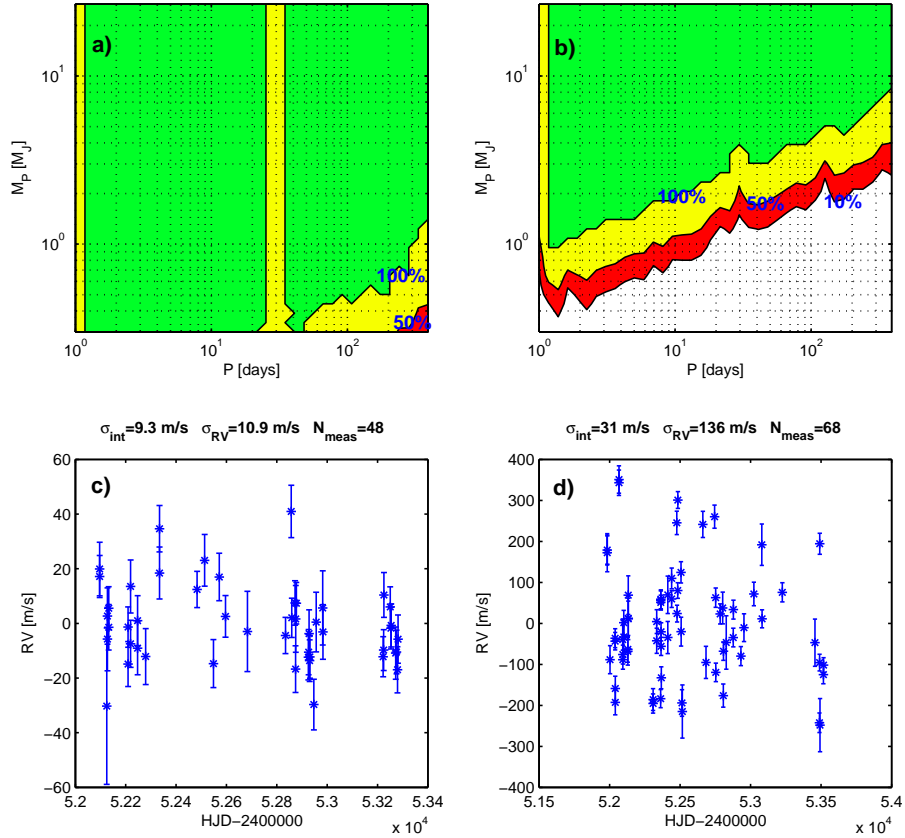 a)
10^1
10^0
M_P [M_J]
100%
50%
10^0 10^1 10^2
P [days]
b)
10^1
10^0
M_P [M_J]
100%
50%
10%
10^0 10^1 10^2
P [days]
σ_int=9.3 m/s σ_RV=10.9 m/s N_meas=48
c)
60
40
20
0
−20
−40
−60
RV [m/s]
5.2 5.22 5.24 5.26 5.28 5.3 5.32 5.34
HJD−2400000
x 10^4
σ_int=31 m/s σ_RV=136 m/s N_meas=68
d)
400
300
200
100
0
−100
−200
−300
−400
RV [m/s]
5.15 5.2 5.25 5.3 5.35 5.4
HJD−2400000
x 10^4